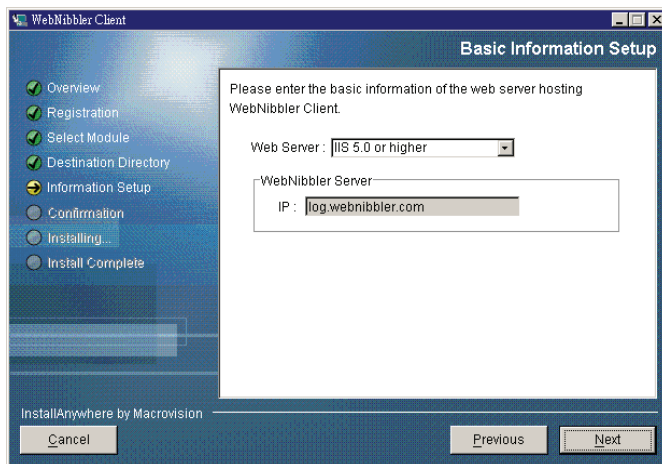 WebNibbler Client
Basic Information Setup
Overview
Registration
Select Module
Destination Directory
Information Setup
Confirmation
Installing...
Install Complete
Please enter the basic information of the web server hosting
WebNibbler Client.
Web Server : IIS 5.0 or higher
WebNibbler Server
IP : log.webnibbler.com
InstallAnywhere by Macrovision
Cancel
Previous
Next